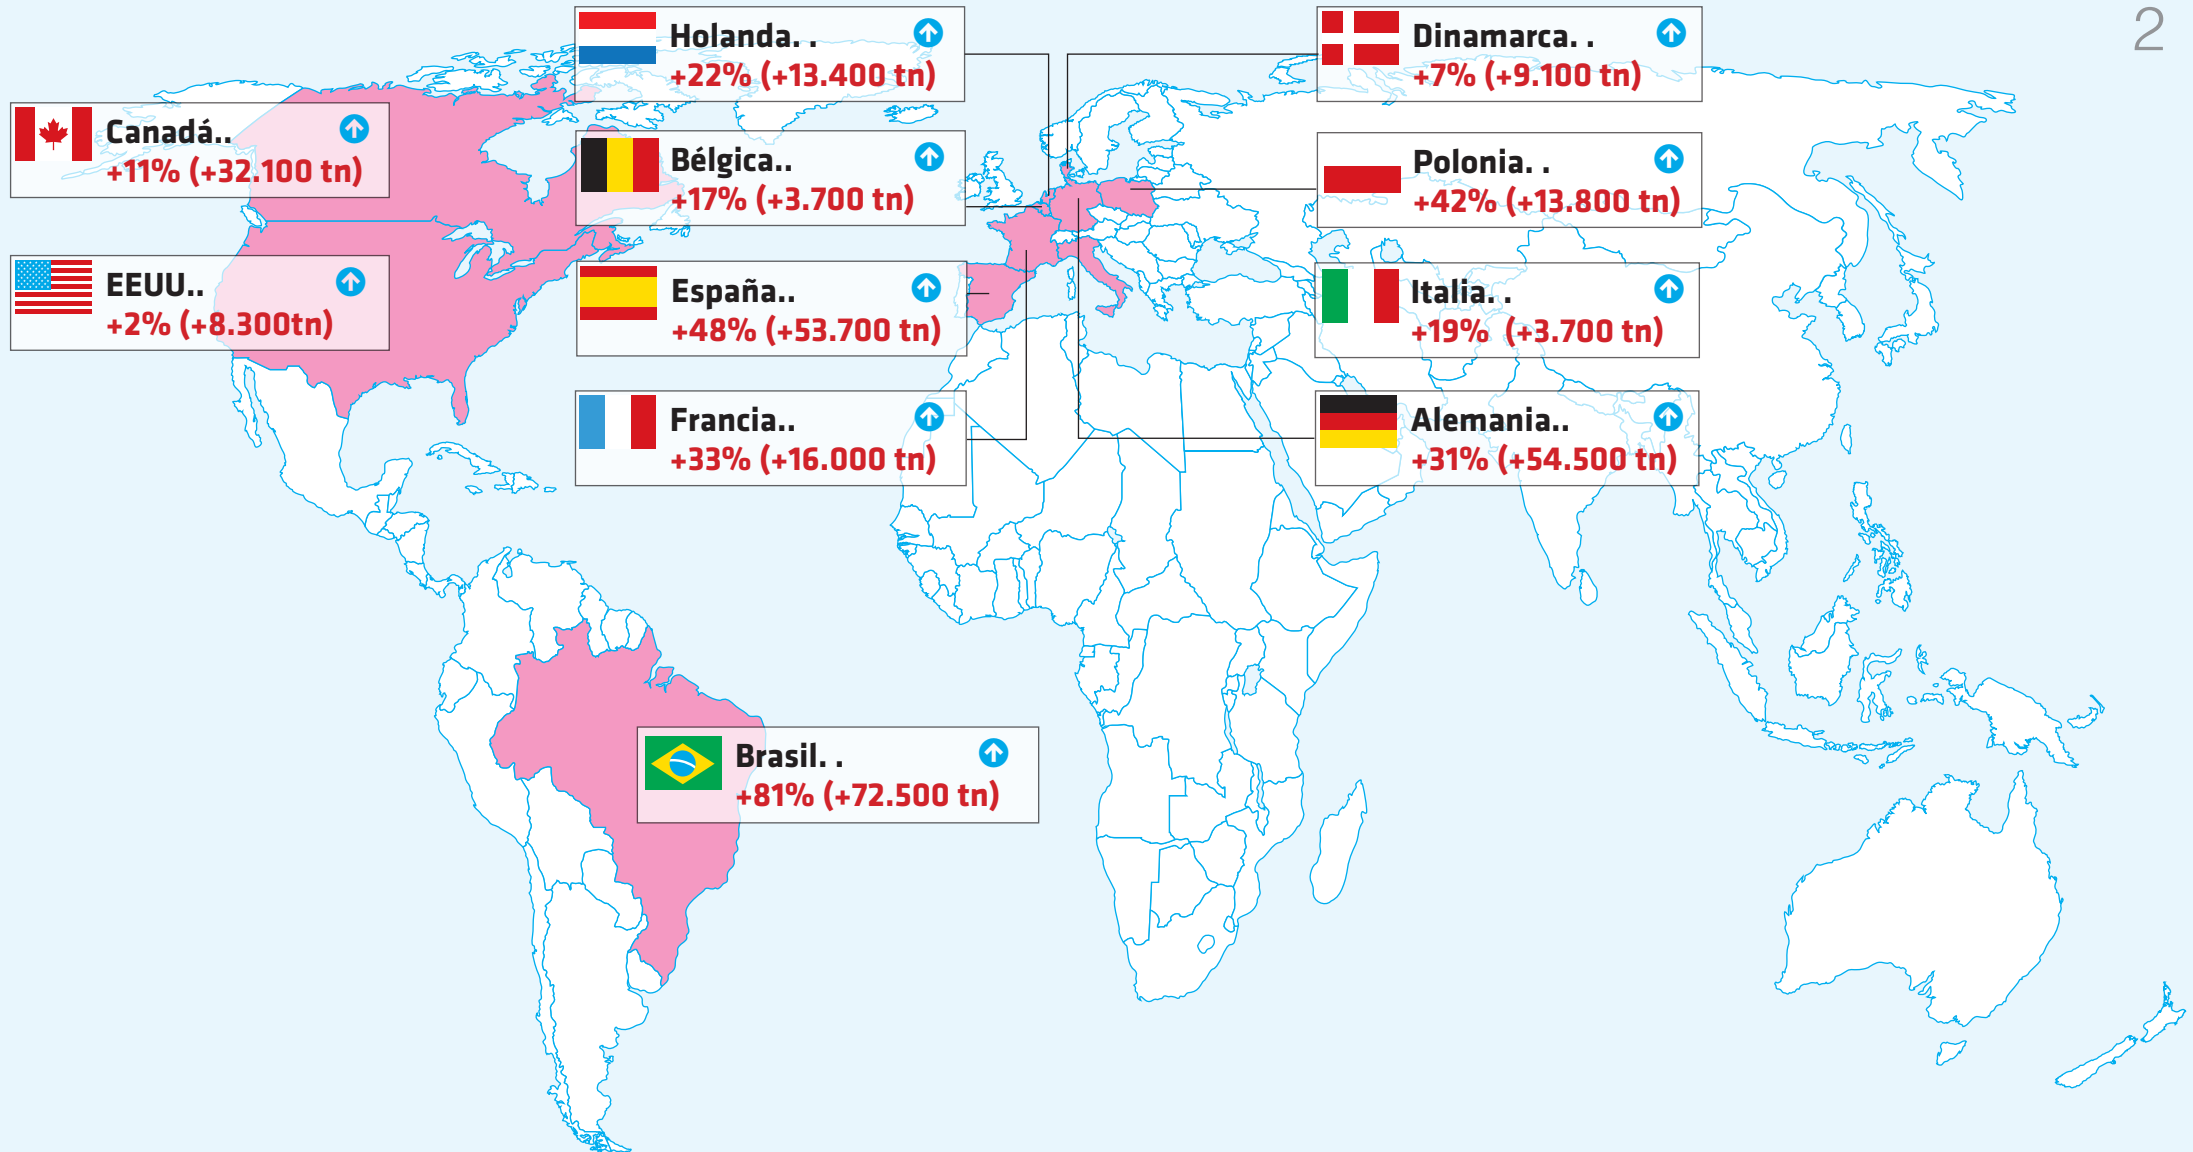 2
Holanda. .
+22% (+13.400 tn)
Dinamarca. .
+7% (+9.100 tn)
Canadá..
+11% (+32.100 tn)
Bélgica..
+17% (+3.700 tn)
Polonia. .
+42% (+13.800 tn)
EEUU..
+2% (+8.300tn)
España..
+48% (+53.700 tn)
Italia. .
+19% (+3.700 tn)
Francia..
+33% (+16.000 tn)
Alemania..
+31% (+54.500 tn)
Brasil. .
+81% (+72.500 tn)